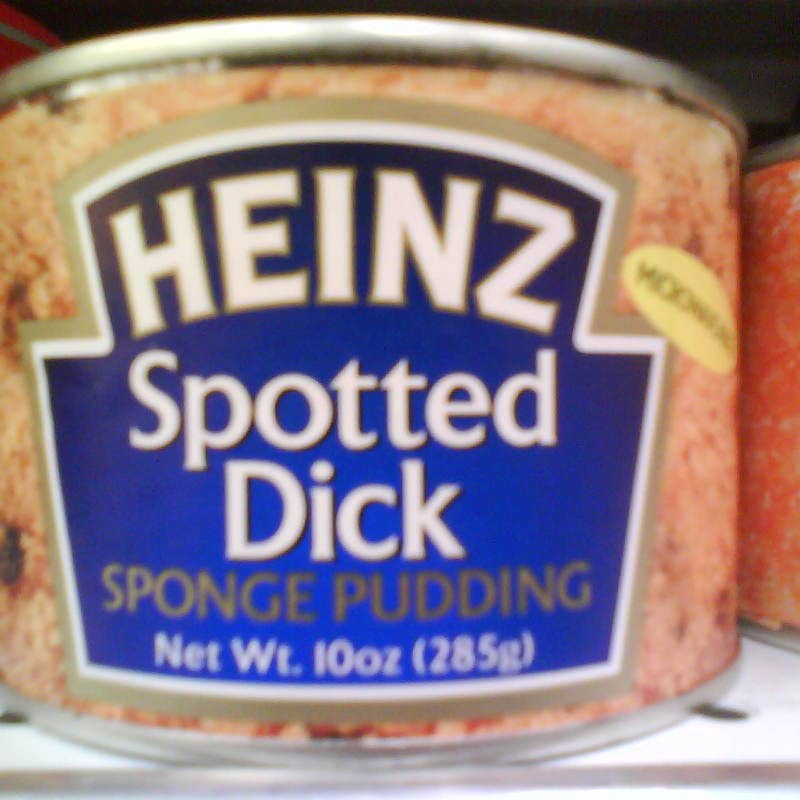 HEINZ
Spotted
Dick
SPONGE PUDDING
Net Wt. 10oz (285g)